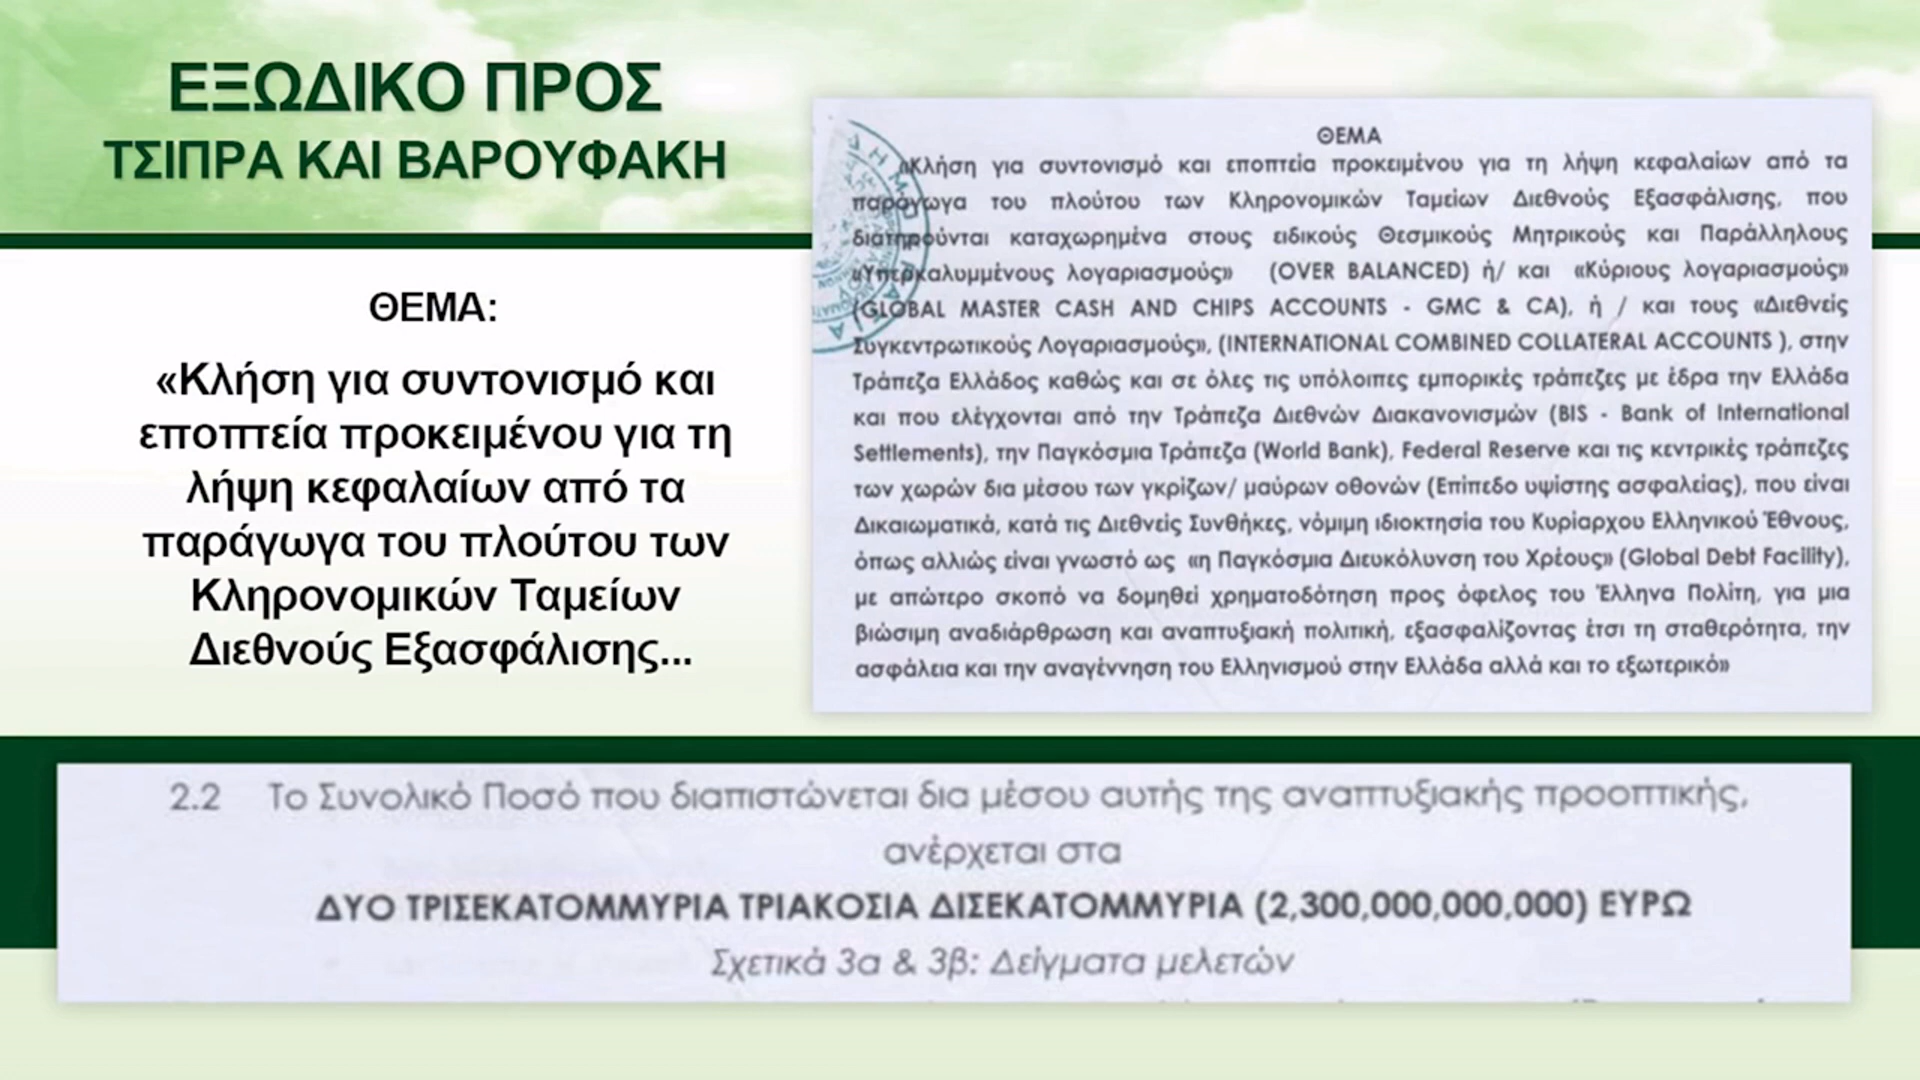 ΕΞΩΔΙΚΟ ΠΡΟΣ
ΤΣΙΠΡΑ ΚΑΙ ΒΑΡΟΥΦΑΚΗ
ΘΕΜΑ:
«Κλήση για συντονισμό και
εποπτεία προκειμένου για τη
λήψη κεφαλαίων από τα
παράγωγα του πλούτου των
Κληρονομικών Ταμείων
Διεθνούς Εξασφάλισης...
ΘΕΜΑ
«Κλήση για συντονισμό και εποπτεία προκειμένου για τη λήψη κεφαλαίων από τα
παράγωγα του πλούτου των Κληρονομικών Ταμείων Διεθνούς Εξασφάλισης, που
διατηρούνται καταχωρημένα στους ειδικούς Θεσμικούς Μητρικούς και Παράλληλους
«Υπερκαλυμμένους λογαριασμούς» (OVER BALANCED) ή/ και «Κύριους λογαριασμούς»
(GLOBAL MASTER CASH AND CHIPS ACCOUNTS - GMC & CA), ή / και τους «Διεθνείς
Συγκεντρωτικούς Λογαριασμούς», (INTERNATIONAL COMBINED COLLATERAL ACCOUNTS ), στην
Τράπεζα Ελλάδος καθώς και σε όλες τις υπόλοιπες εμπορικές τράπεζες με έδρα την Ελλάδα
και που ελέγχονται από την Τράπεζα Διεθνών Διακανονισμών (BIS - Bank of International
Settlements), την Παγκόσμια Τράπεζα (World Bank), Federal Reserve και τις κεντρικές τράπεζες
των χωρών δια μέσου των γκρίζων/ μαύρων οθονών (Επίπεδο υψίστης ασφαλείας), που είναι
Δικαιωματικά, κατά τις Διεθνείς Συνθήκες, νόμιμη ιδιοκτησία του Κυρίαρχου Ελληνικού Έθνους,
όπως αλλιώς είναι γνωστό ως «η Παγκόσμια Διευκόλυνση του Χρέους» (Global Debt Facility),
με απώτερο σκοπό να δομηθεί χρηματοδότηση προς όφελος του Έλληνα Πολίτη, για μια
βιώσιμη αναδιάρθρωση και αναπτυξιακή πολιτική, εξασφαλίζοντας έτσι τη σταθερότητα, την
ασφάλεια και την αναγέννηση του Ελληνισμού στην Ελλάδα αλλά και το εξωτερικό»
2.2 Το Συνολικό Ποσό που διαπιστώνεται δια μέσου αυτής της αναπτυξιακής προοπτικής,
ανέρχεται στα
ΔΥΟ ΤΡΙΣΕΚΑΤΟΜΜΥΡΙΑ ΤΡΙΑΚΟΣΙΑ ΔΙΣΕΚΑΤΟΜΜΥΡΙΑ (2,300,000,000,000) ΕΥΡΩ
Σχετικά 3α & 3β: Δείγματα μελετών